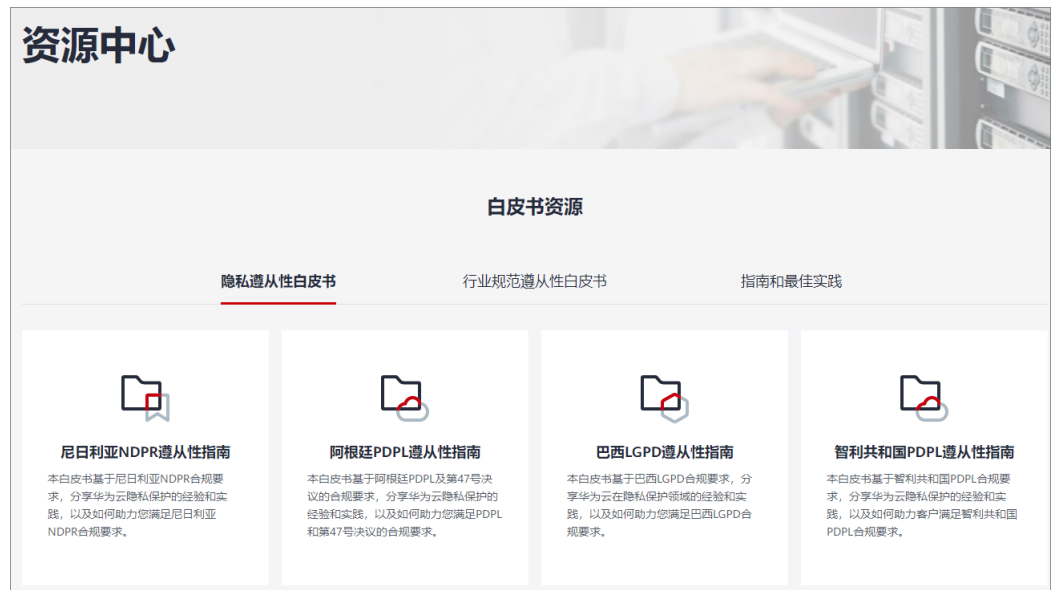 资源中心
白皮书资源
隐私遵从性白皮书
行业规范遵从性白皮书
指南和最佳实践
尼日利亚NDPR遵从性指南
本白皮书基于尼日利亚NDPR合规要
求，分享华为云隐私保护的经验和实
践，以及如何助力您满足尼日利亚
NDPR合规要求。
阿根廷PDPL遵从性指南
本白皮书基于阿根廷PDPL及第47号决
议的合规要求，分享华为云隐私保护的
经验和实践，以及如何助力您满足PDPL
和第47号决议的合规要求。
巴西LGPD遵从性指南
本白皮书基于巴西LGPD合规要求，分
享华为云在隐私保护领域的经验和实
践，以及如何助力您满足巴西LGPD合
规要求。
智利共和国PDPL遵从性指南
本白皮书基于智利共和国PDPL合规要
求，分享华为云隐私保护的经验和实
践，以及如何助力客户满足智利共和国
PDPL合规要求。